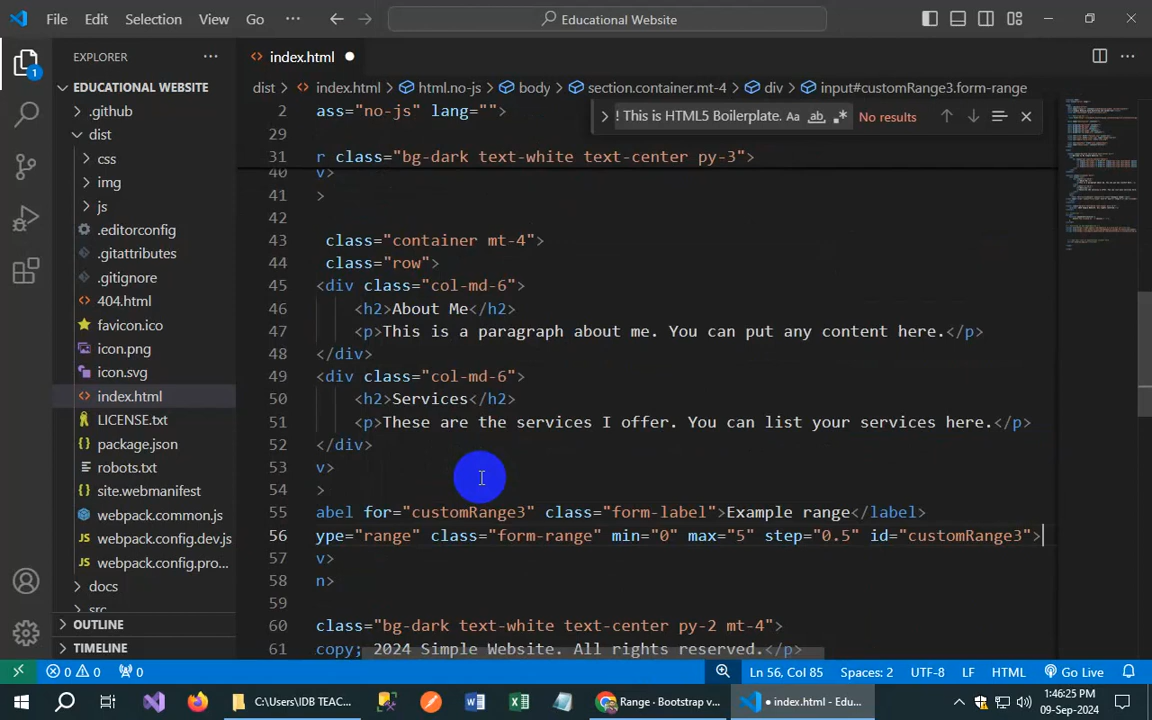 File Edit Selection View Go ··· Educational Website
EXPLORER ···
index.html
EDUCATIONAL WEBSITE
dist > index.html > html.no-js > body > section.container.mt-4 > div > input#customRange3.form-range
! This is HTML5 Boilerplate. Aa ab .* No results
1
.github
dist
css
img
js
.editorconfig
.gitattributes
.gitignore
404.html
favicon.ico
icon.png
icon.svg
index.html
LICENSE.txt
package.json
robots.txt
site.webmanifest
webpack.common.js
webpack.config.dev.js
webpack.config.pro...
docs
src
OUTLINE
TIMELINE
2 ass="no-js" lang="">
29
31 r class="bg-dark text-white text-center py-3">
40 v>
41 >
42
43 class="container mt-4">
44 class="row">
45 <div class="col-md-6">
46 <h2>About Me</h2>
47 <p>This is a paragraph about me. You can put any content here.</p>
48 </div>
49 <div class="col-md-6">
50 <h2>Services</h2>
51 <p>These are the services I offer. You can list your services here.</p>
52 </div>
53 v>
54 >
55 abel for="customRange3" class="form-label">Example range</label>
56 ype="range" class="form-range" min="0" max="5" step="0.5" id="customRange3">
57 v>
58 n>
59
60 class="bg-dark text-white text-center py-2 mt-4">
61 copy; 2024 Simple Website. All rights reserved.</p>
0 0 0 Ln 56, Col 85 Spaces: 2 UTF-8 LF HTML Go Live
C:\Users\IDB TEAC... Range - Bootstrap v... index.html - Edu... 1:46:25 PM
09-Sep-2024